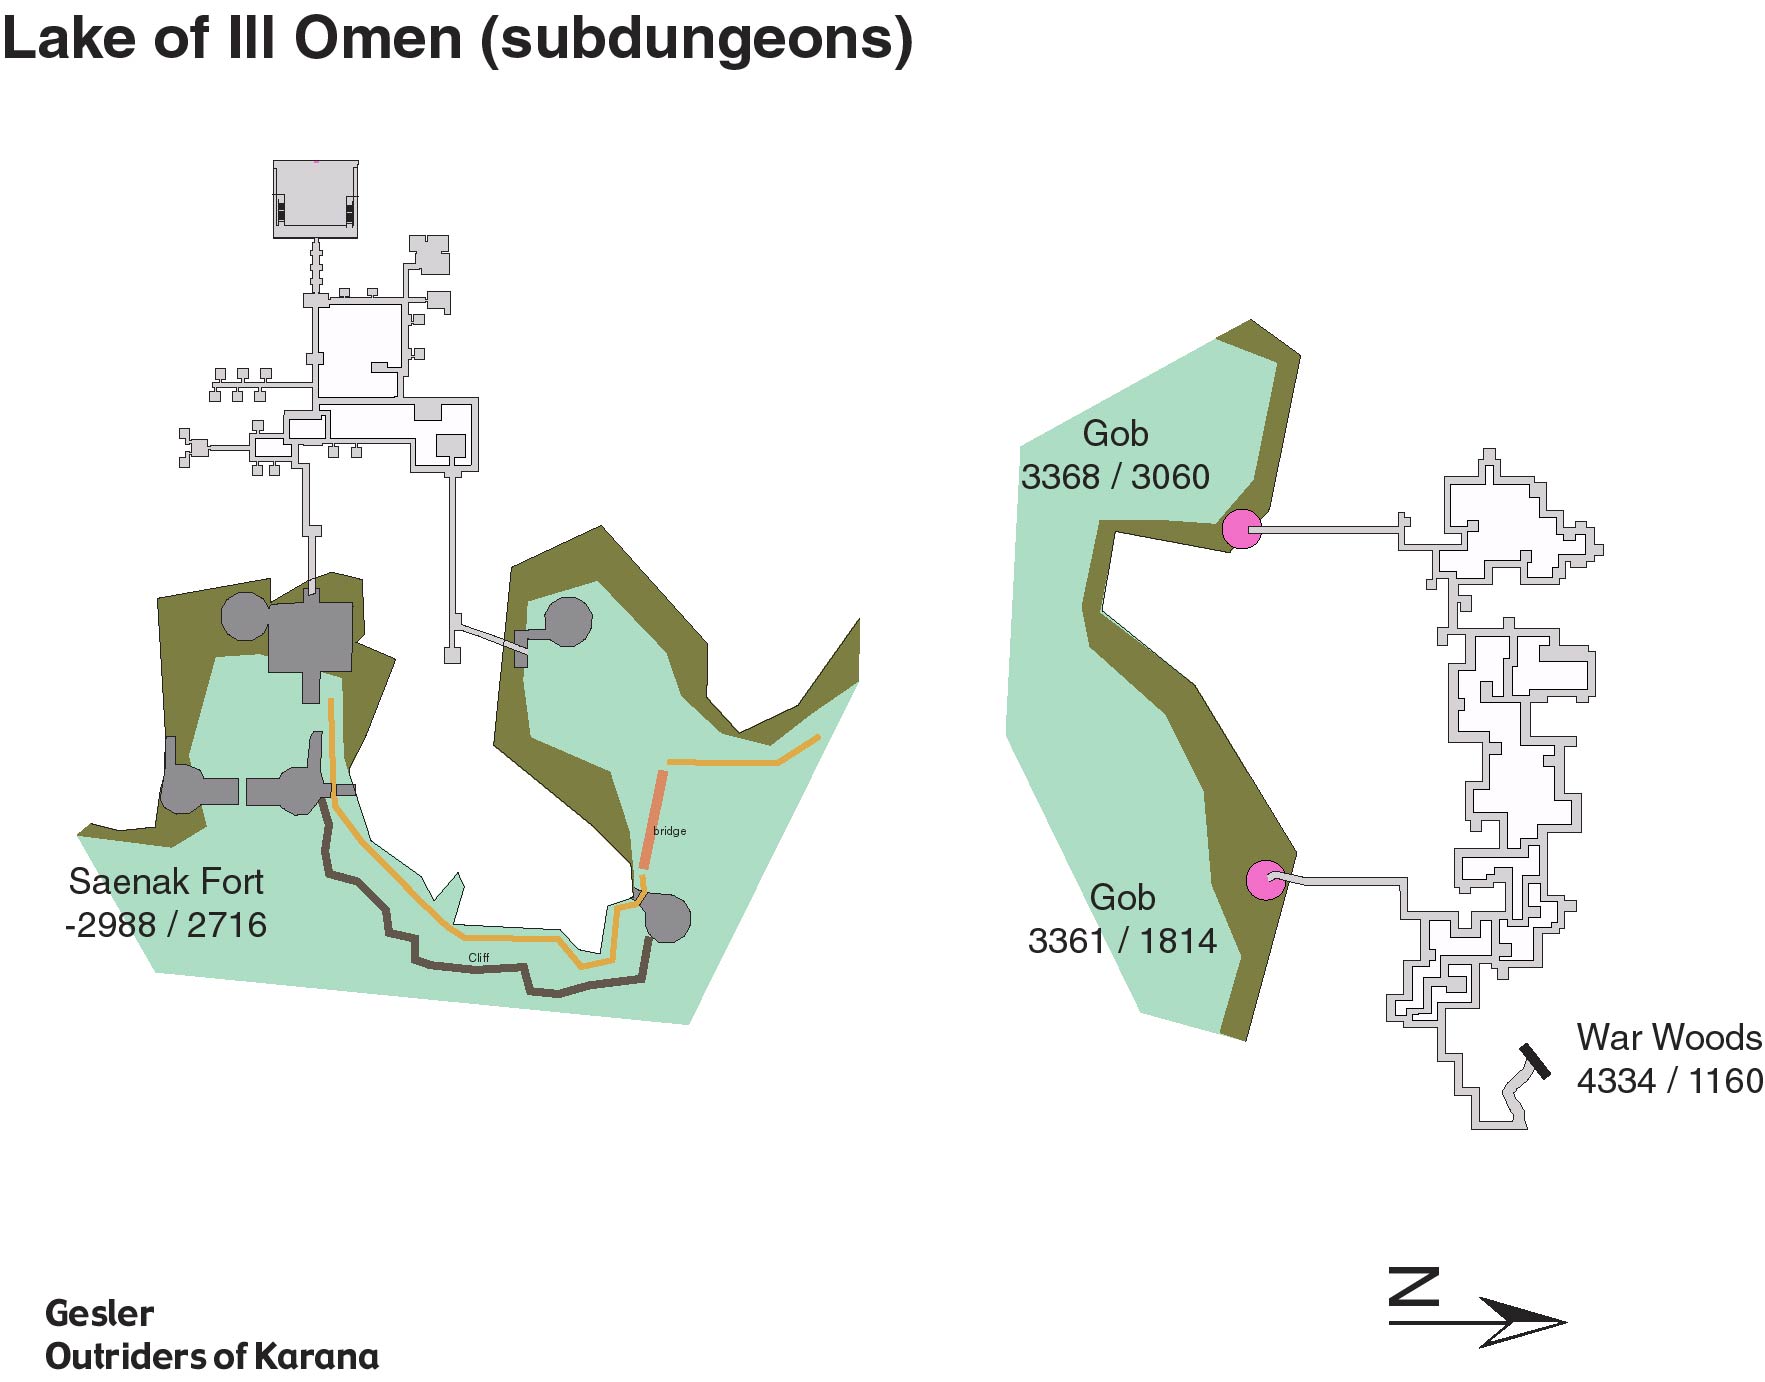 Lake of Ill Omen (subdungeons)
Gob
3368 / 3060
bridge
Saenak Fort
-2988 / 2716
Cliff
Gob
3361 / 1814
War Woods
4334 / 1160
N
Gesler
Outriders of Karana